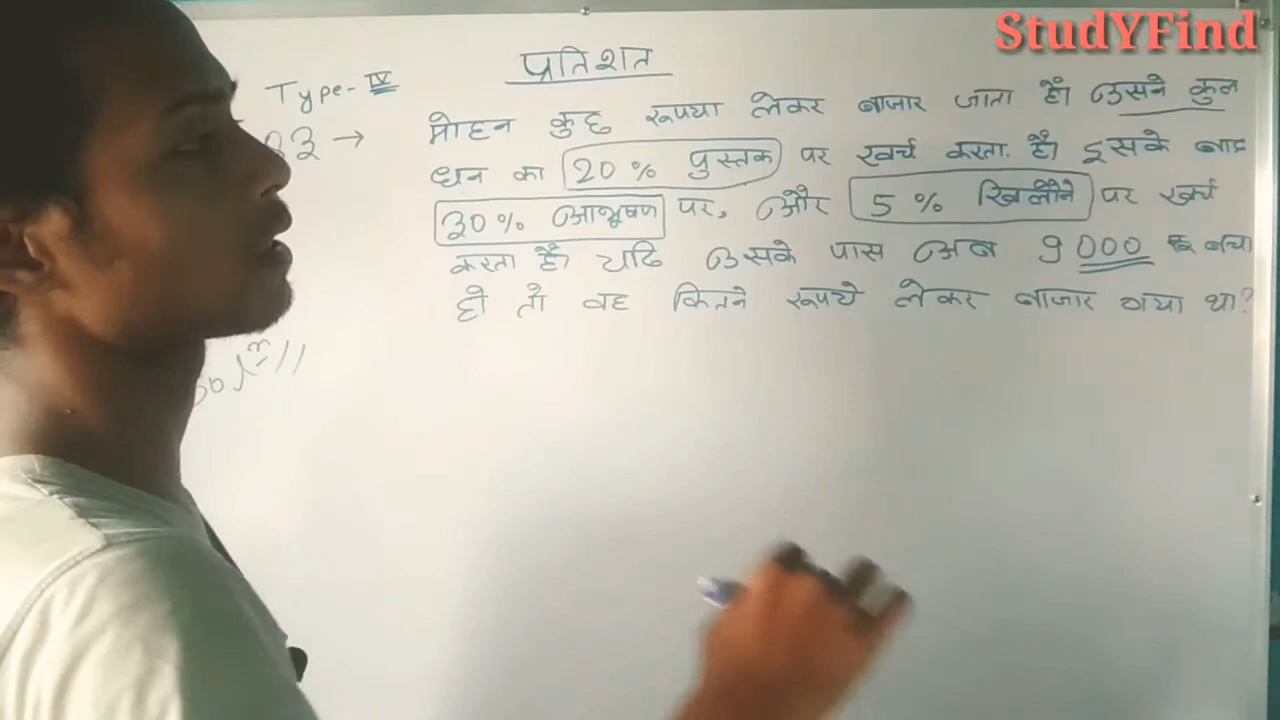 StudYFind
प्रतिशत
Type- IV
Q3 →
मोहन कुछ रूपया लेकर बाजार जाता है। उसने कुल
धन का 20% पुस्तक पर खर्च करता है। इसके बाद
30% आभूषण पर, और 5% खिलौने पर खर्च
करता है। यदि उसके पास अब 9000 बचा
हो तो वह कितने रूपये लेकर बाजार गया था?